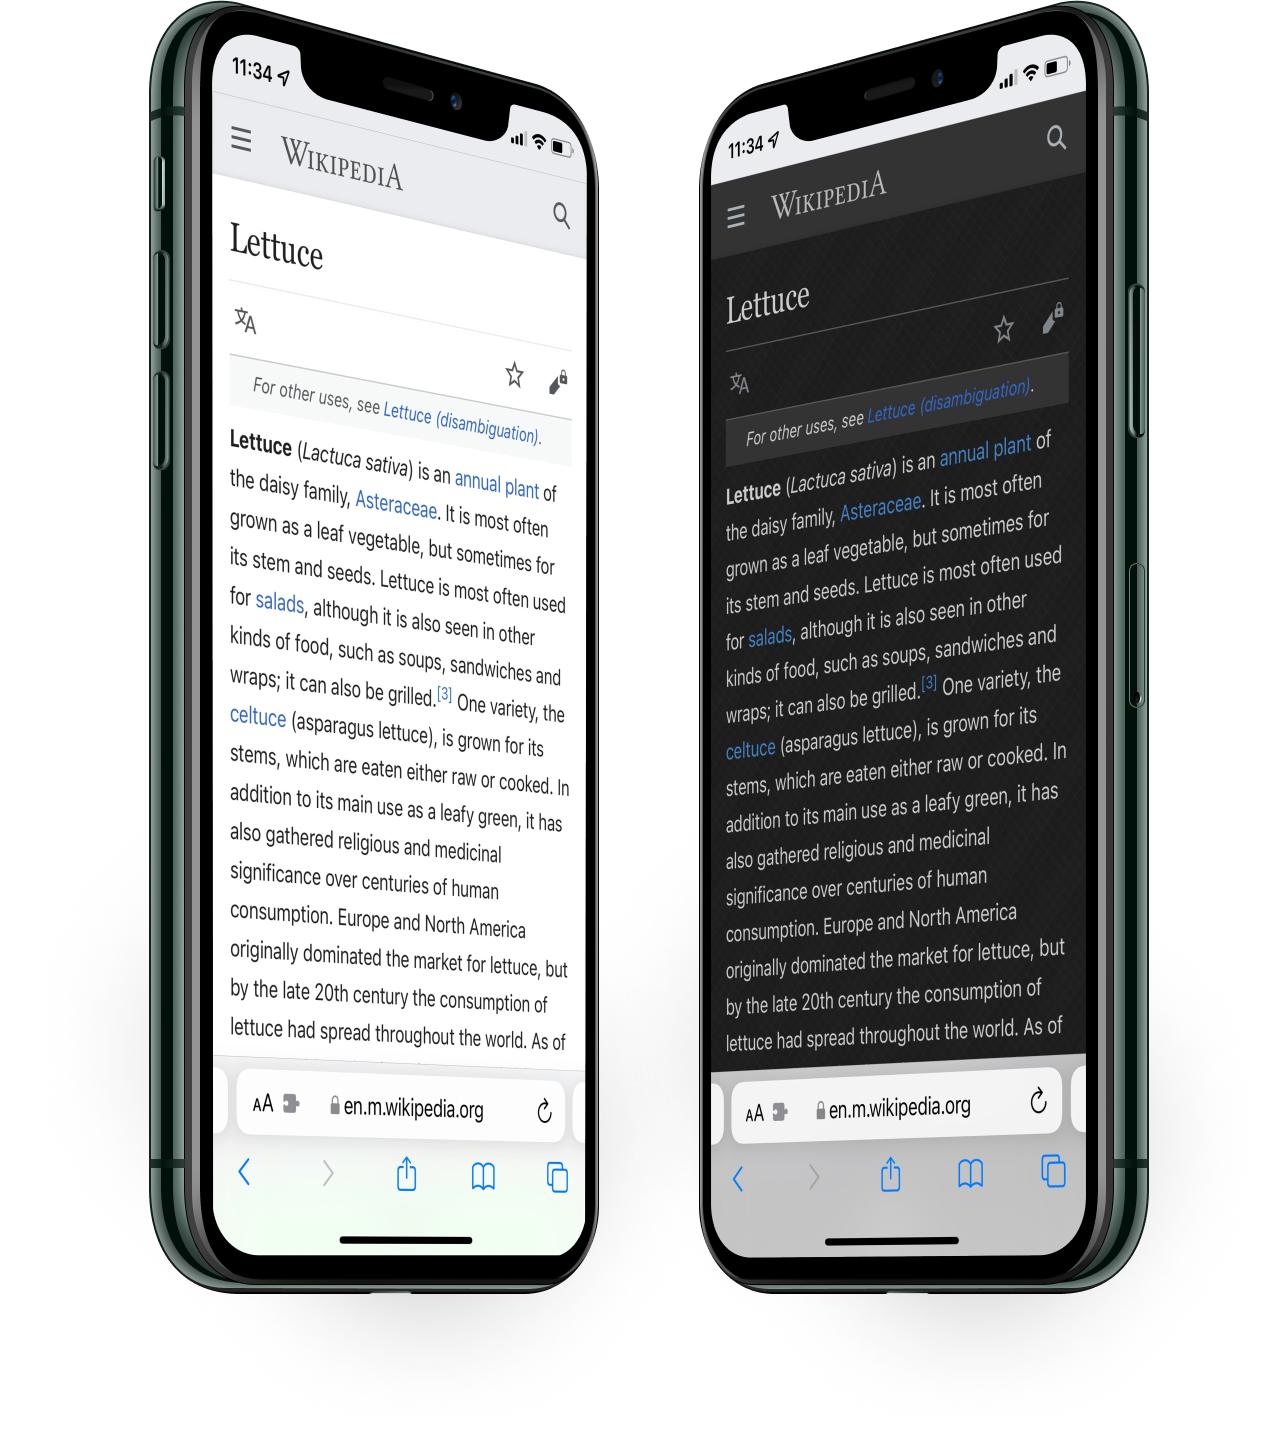 11:34
WIKIPEDIA
Lettuce
For other uses, see Lettuce (disambiguation).
Lettuce (Lactuca sativa) is an annual plant of
the daisy family, Asteraceae. It is most often
grown as a leaf vegetable, but sometimes for
its stem and seeds. Lettuce is most often used
for salads, although it is also seen in other
kinds of food, such as soups, sandwiches and
wraps; it can also be grilled.[3] One variety, the
celtuce (asparagus lettuce), is grown for its
stems, which are eaten either raw or cooked. In
addition to its main use as a leafy green, it has
also gathered religious and medicinal
significance over centuries of human
consumption. Europe and North America
originally dominated the market for lettuce, but
by the late 20th century the consumption of
lettuce had spread throughout the world. As of
AA en.m.wikipedia.org
11:34
WIKIPEDIA
Lettuce
For other uses, see Lettuce (disambiguation).
Lettuce (Lactuca sativa) is an annual plant of
the daisy family, Asteraceae. It is most often
grown as a leaf vegetable, but sometimes for
its stem and seeds. Lettuce is most often used
for salads, although it is also seen in other
kinds of food, such as soups, sandwiches and
wraps; it can also be grilled.[3] One variety, the
celtuce (asparagus lettuce), is grown for its
stems, which are eaten either raw or cooked. In
addition to its main use as a leafy green, it has
also gathered religious and medicinal
significance over centuries of human
consumption. Europe and North America
originally dominated the market for lettuce, but
by the late 20th century the consumption of
lettuce had spread throughout the world. As of
AA en.m.wikipedia.org